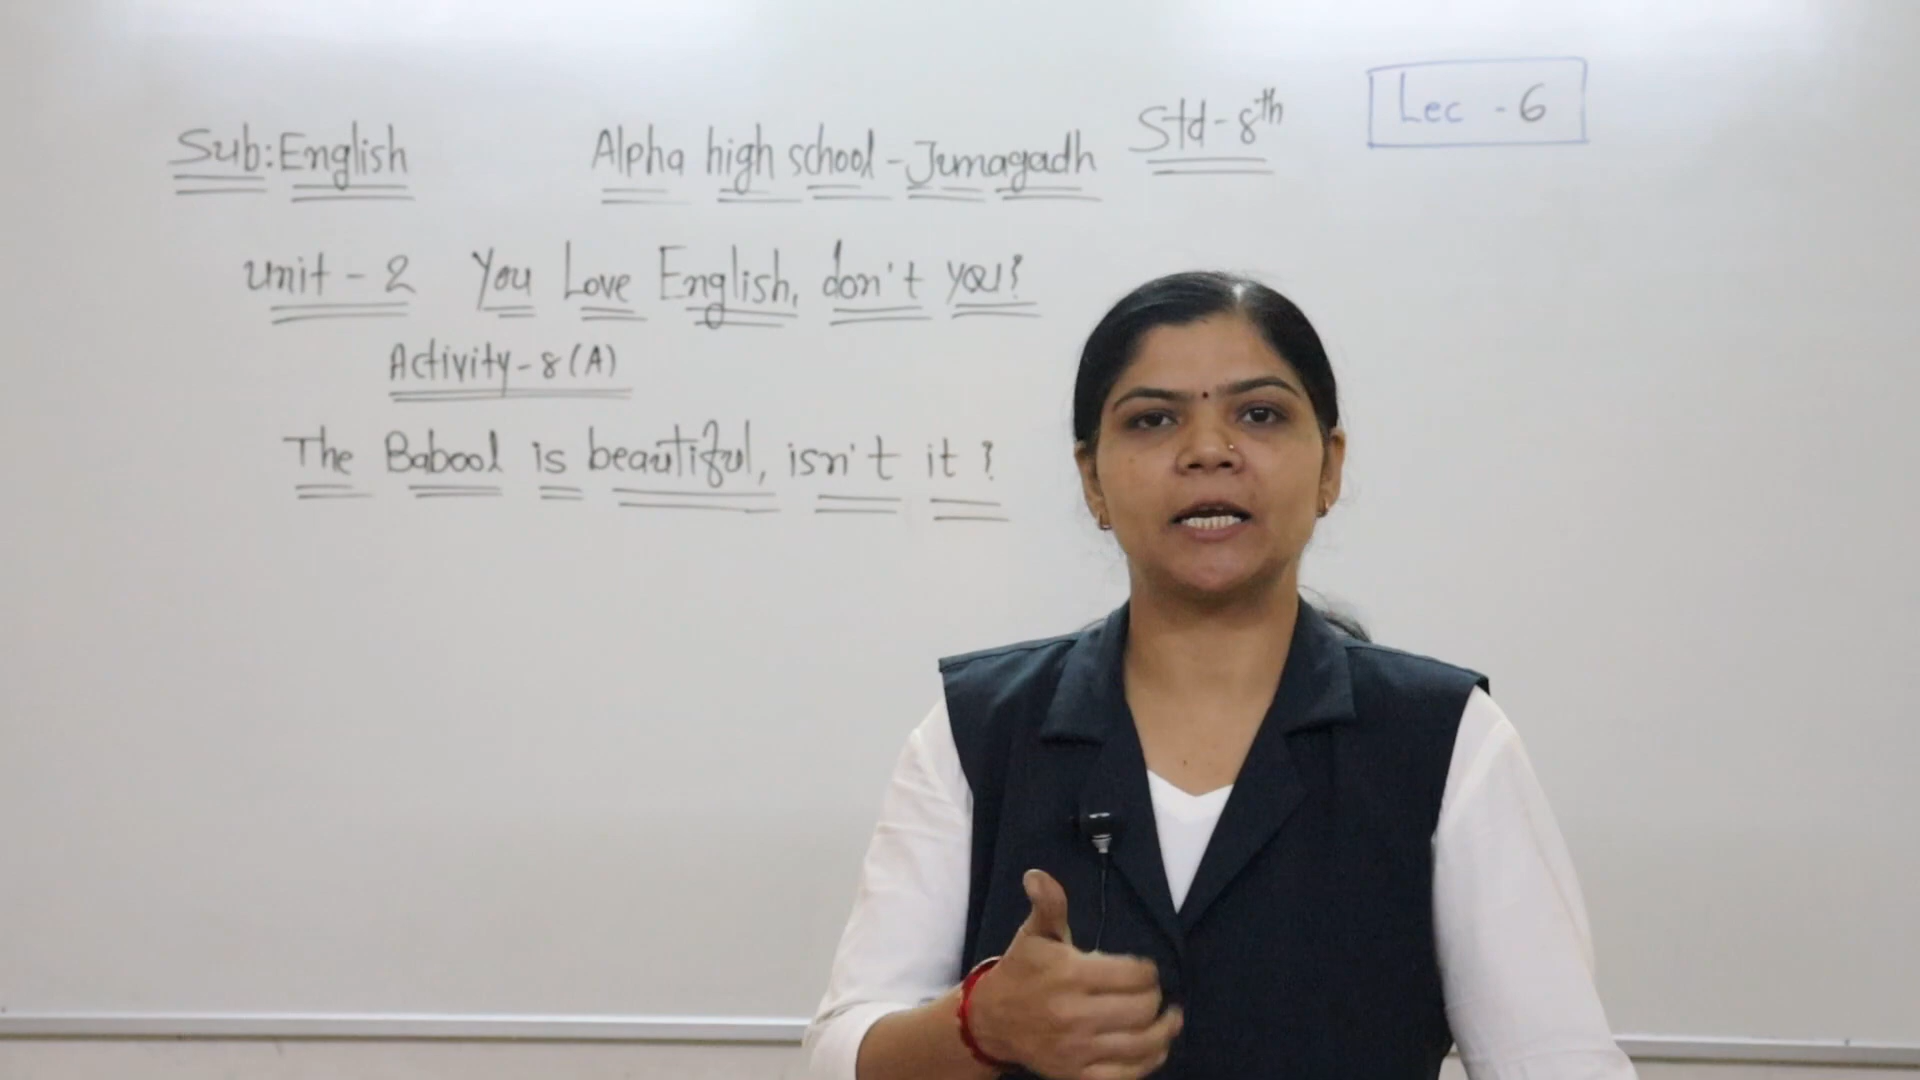 Sub: English Alpha high school - Junagadh Std - 8th Lec - 6
Unit - 2 You Love English, don't you?
Activity - 8 (A)
The Babool is beautiful, isn't it?